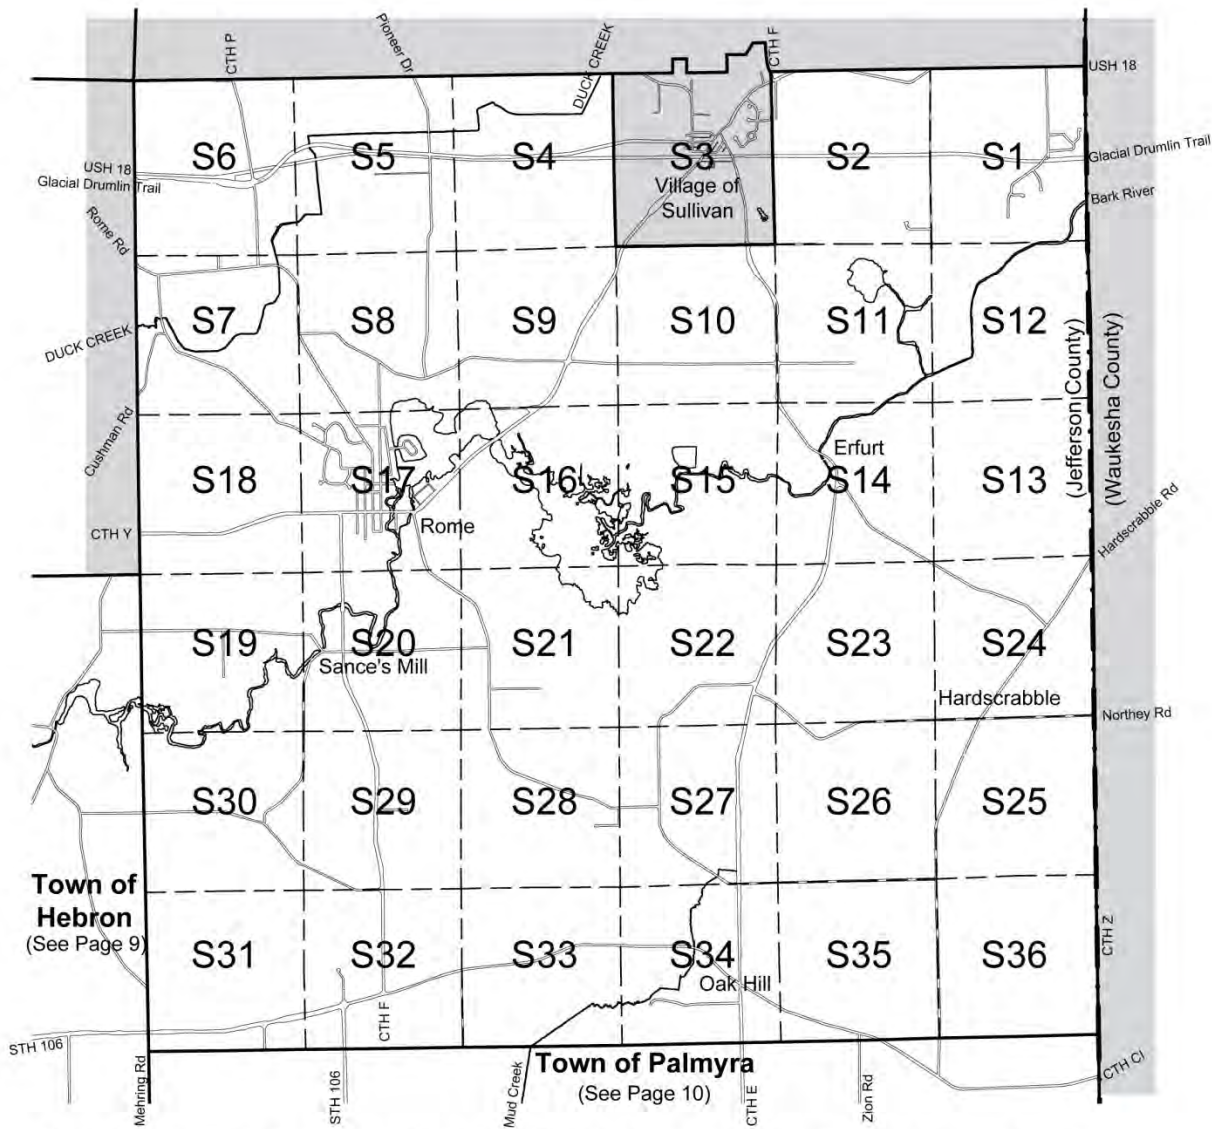 CTH P
Pioneer Dr
DUCK CREEK
CTH F
USH 18
S6
S5
S4
S3
S2
S1
USH 18
Glacial Drumlin Trail
Glacial Drumlin Trail
Village of
Sullivan
Bark River
Rome Rd
S7
S8
S9
S10
S11
S12
DUCK CREEK
(Jefferson County)
(Waukesha County)
Cushman Rd
Erfurt
S18
S17
S16
S15
S14
S13
Hardscrabble Rd
CTH Y
Rome
S19
S20
S21
S22
S23
S24
Sance's Mill
Hardscrabble
Northey Rd
S30
S29
S28
S27
S26
S25
Town of
Hebron
(See Page 9)
CTH Z
S31
S32
S33
S34
S35
S36
Oak Hill
CTH F
STH 106
Mehring Rd
STH 106
Mud Creek
Town of Palmyra
(See Page 10)
CTH E
Zion Rd
CTH CI